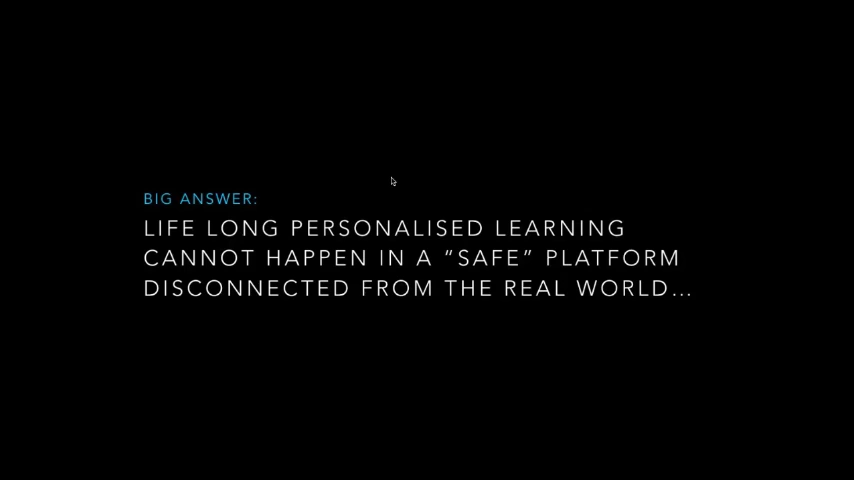 BIG ANSWER:
LIFE LONG PERSONALISED LEARNING
CANNOT HAPPEN IN A “SAFE” PLATFORM
DISCONNECTED FROM THE REAL WORLD...